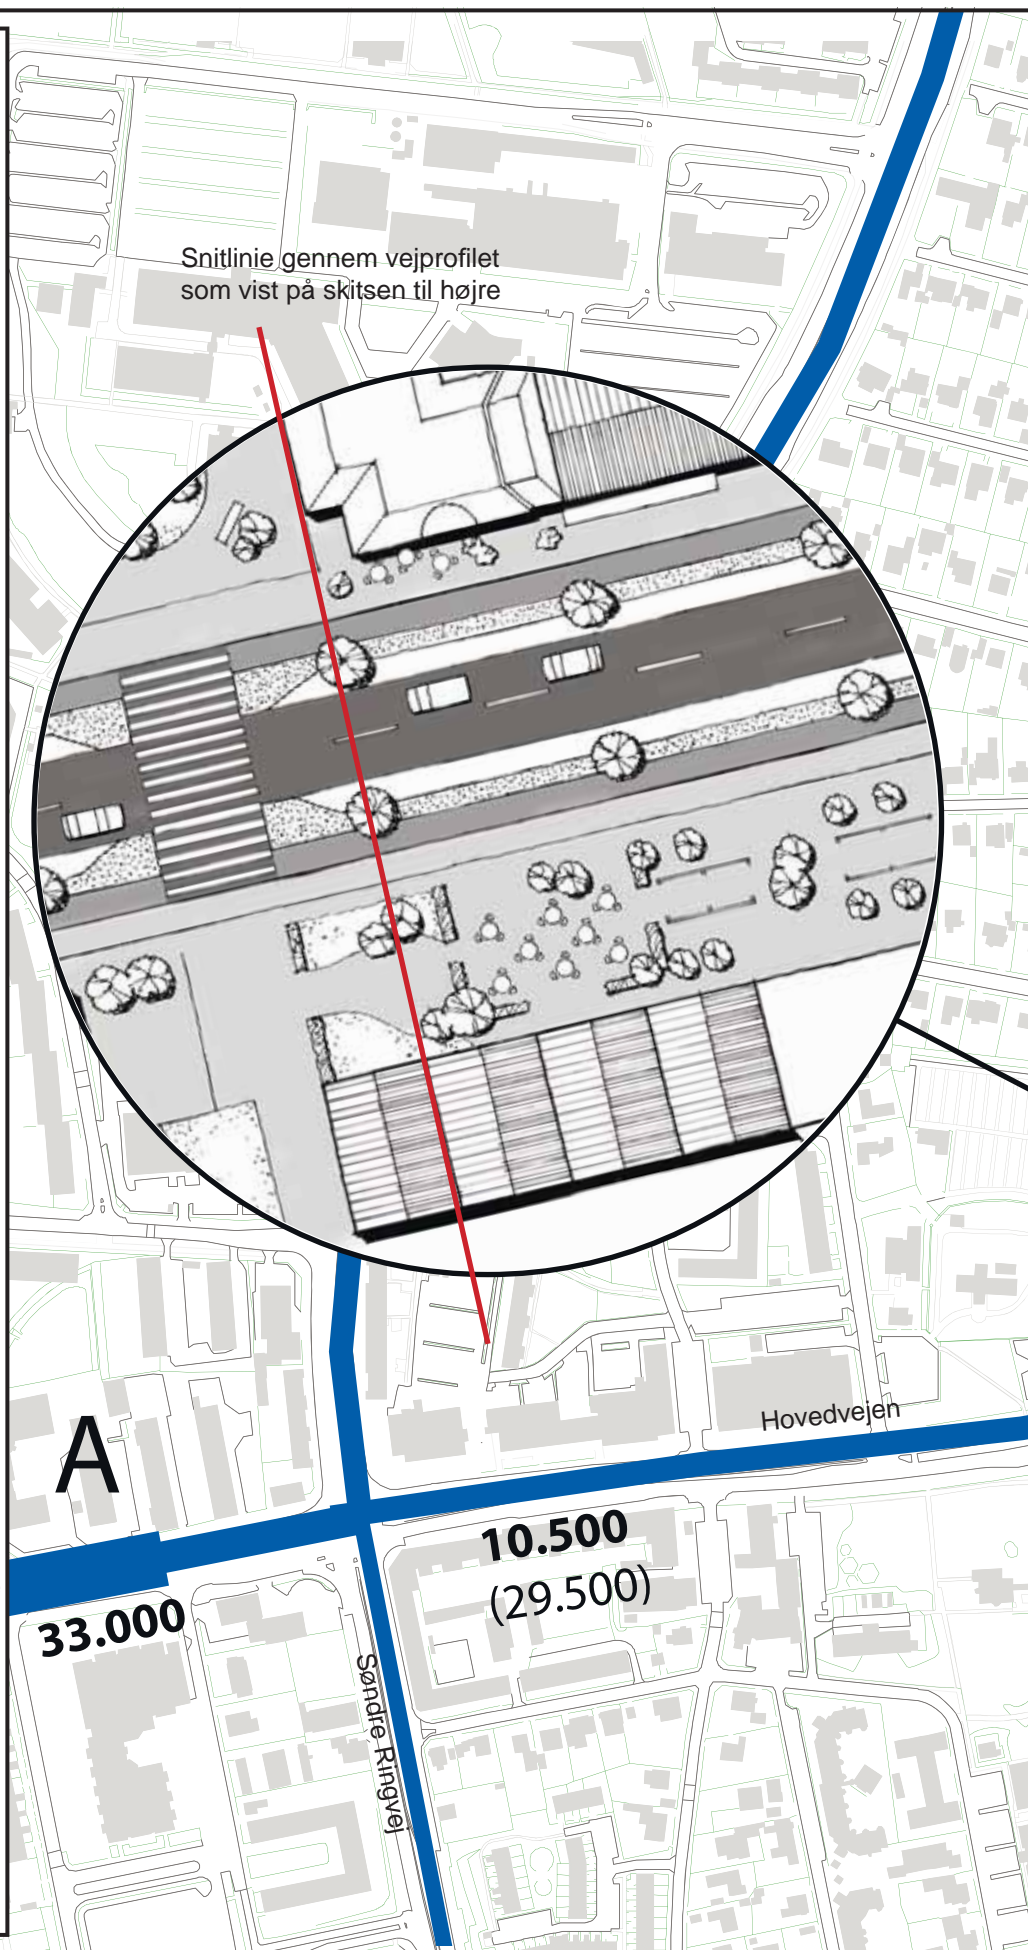 Snitlinie gennem vejprofilet
som vist på skitsen til højre
Hovedvejen
A
10.500
(29.500)
33.000
Søndre Ringvej